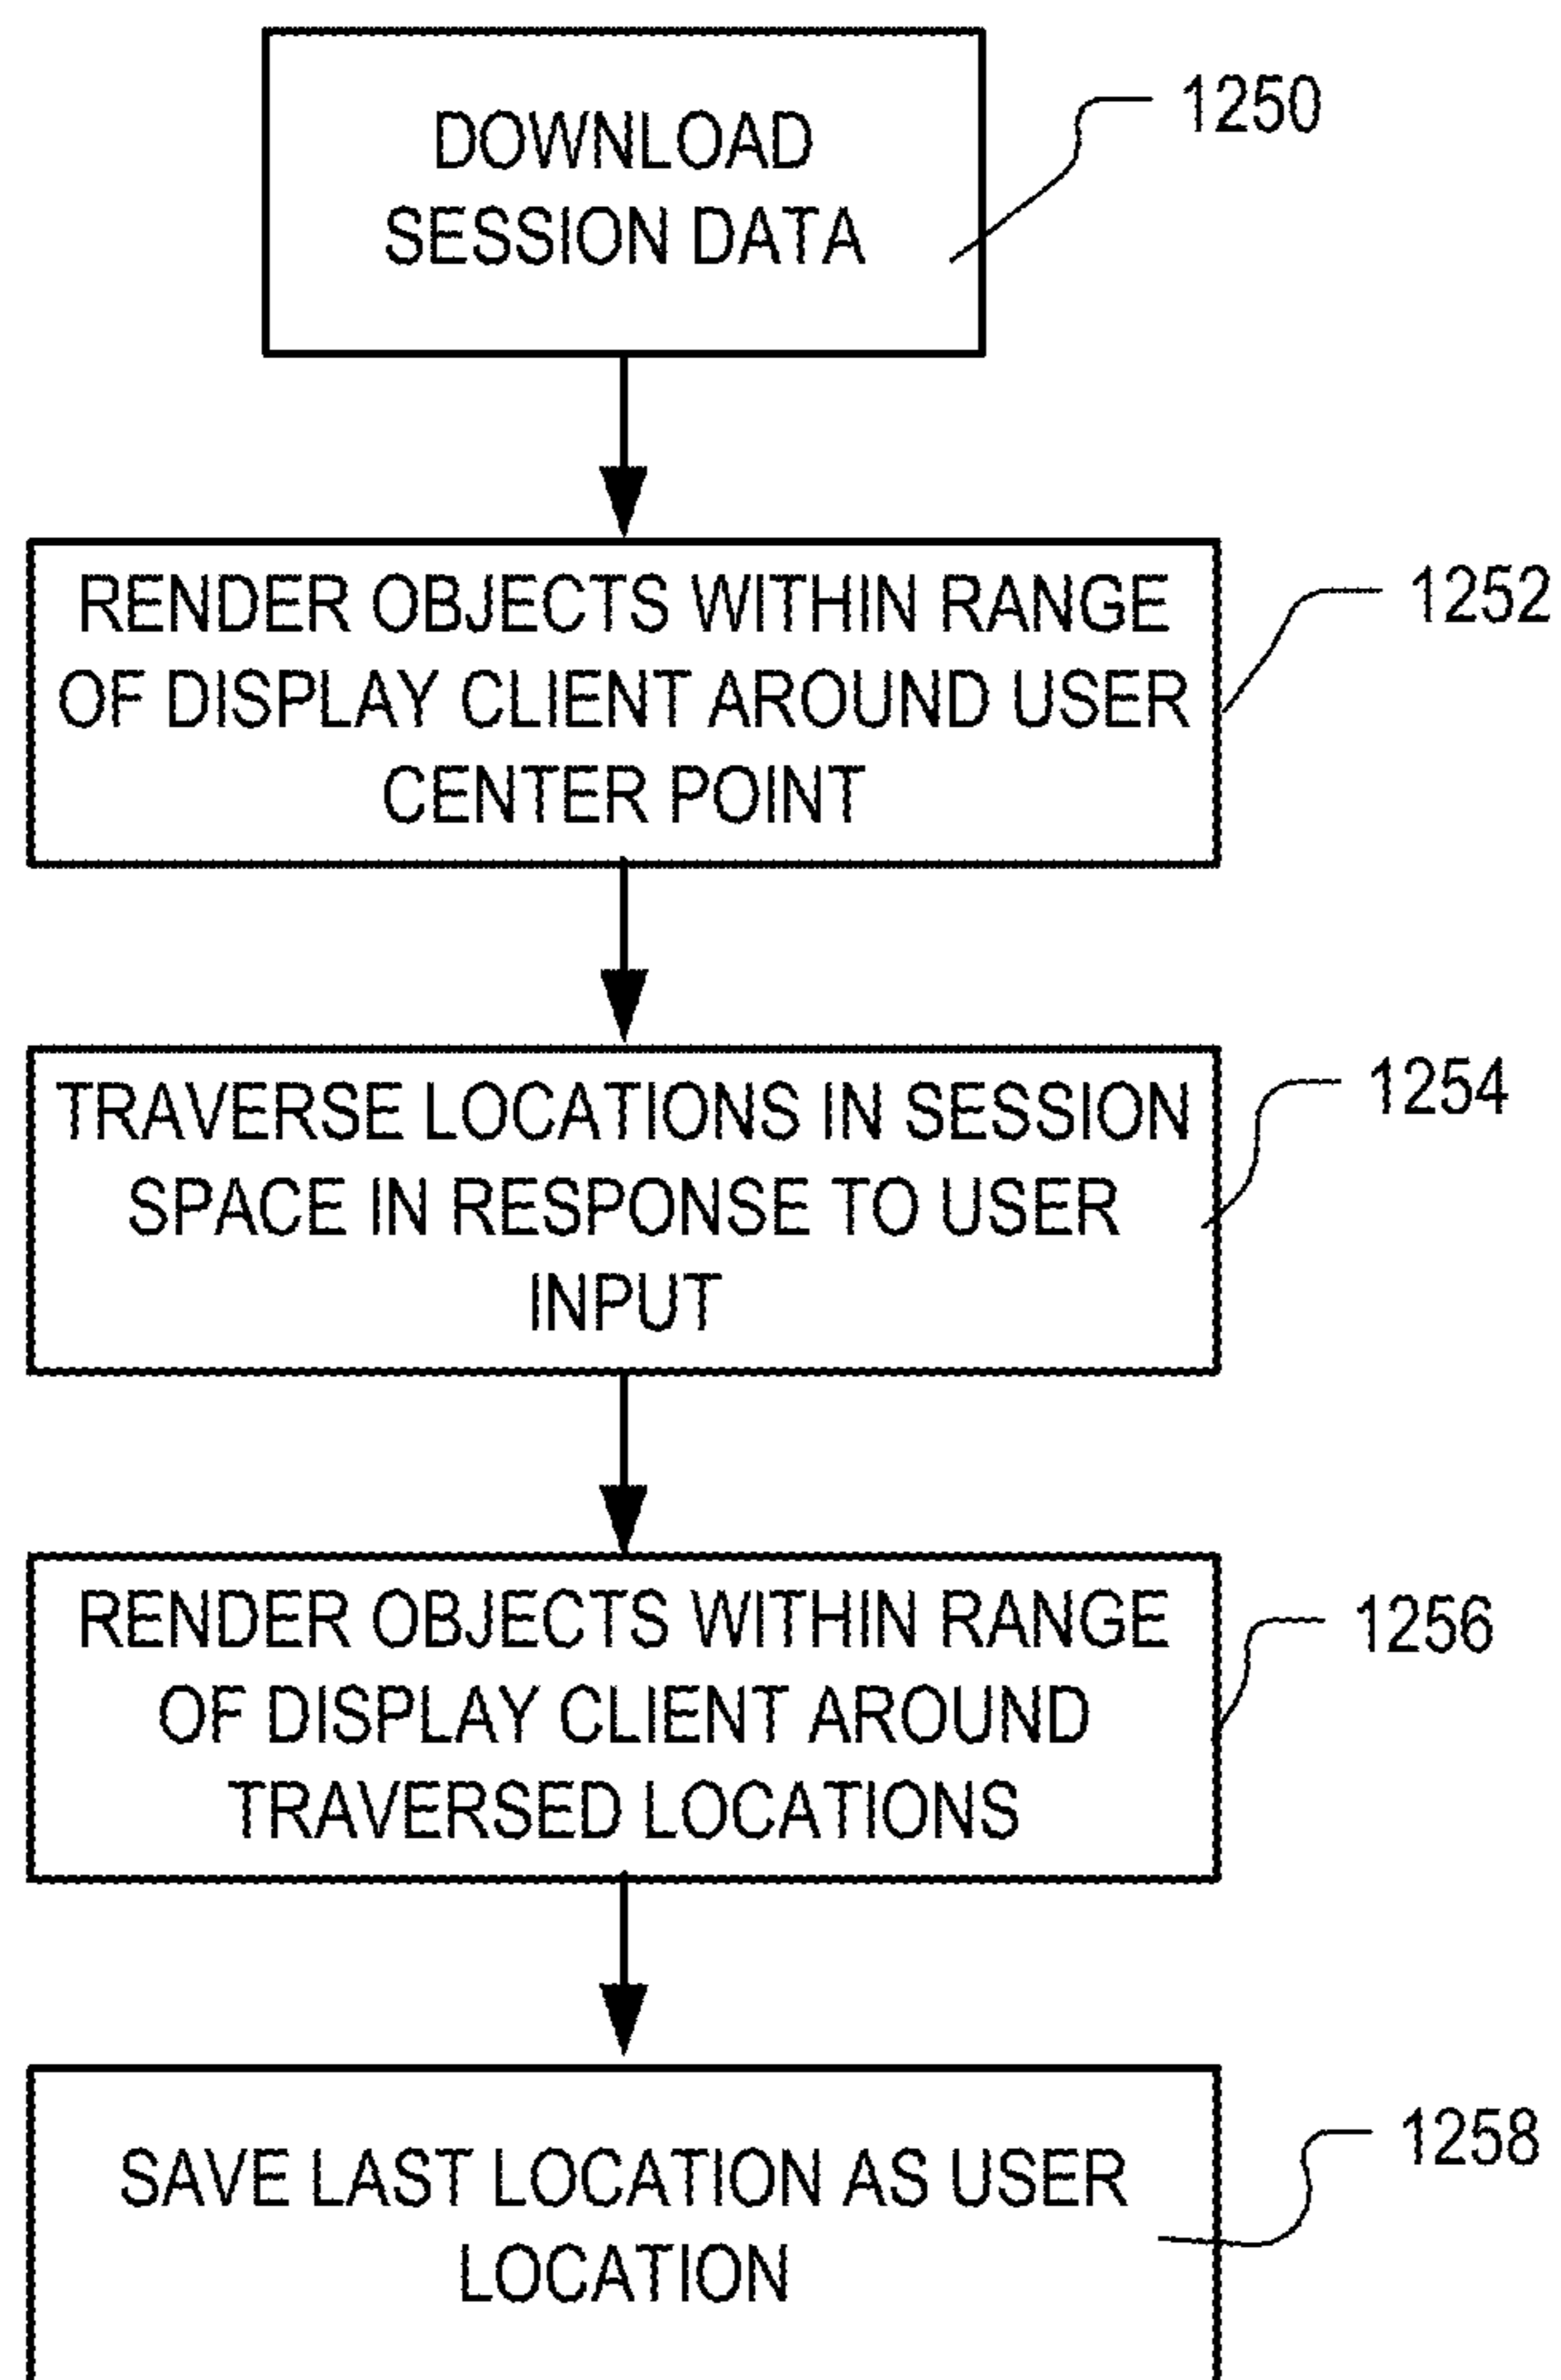 DOWNLOAD
SESSION DATA
1250
RENDER OBJECTS WITHIN RANGE
OF DISPLAY CLIENT AROUND USER
CENTER POINT
1252
TRAVERSE LOCATIONS IN SESSION
SPACE IN RESPONSE TO USER
INPUT
1254
RENDER OBJECTS WITHIN RANGE
OF DISPLAY CLIENT AROUND
TRAVERSED LOCATIONS
1256
SAVE LAST LOCATION AS USER
LOCATION
1258